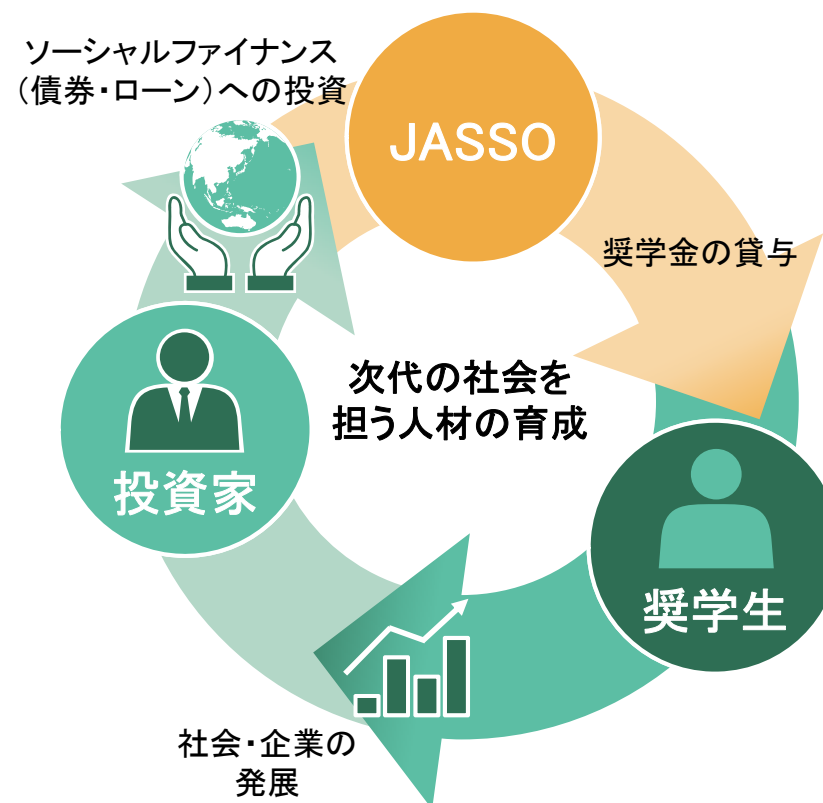 ソーシャルファイナンス
（債券・ローン）への投資
JASSO
奨学金の貸与
次代の社会を
担う人材の育成
投資家
奨学生
社会・企業の
発展